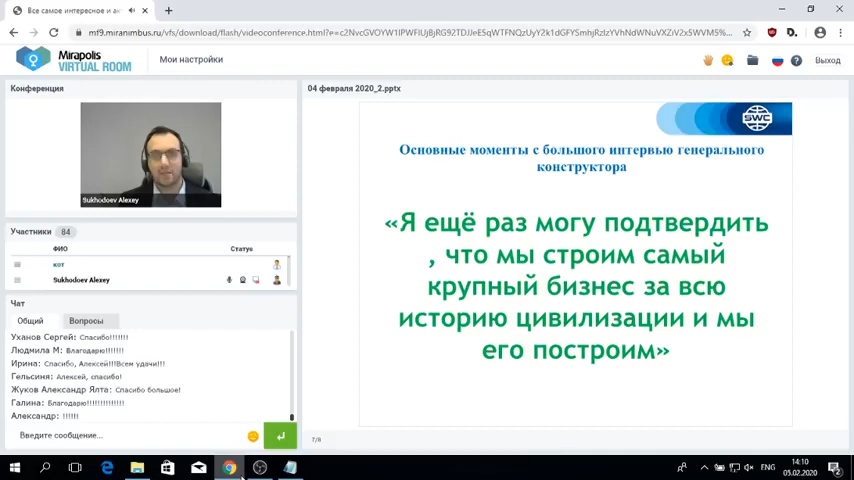 Все самое интересное и ак
mf9.miranimbus.ru/vfs/download/flash/videoconference.html?e=
Mirapolis
VIRTUAL ROOM
Мои настройки
Выход
Конференция
04 февраля 2020_2.pptx
Sukhodoev Alexey
Участники 84
ФИО Статус
кот
Sukhodoev Alexey
Чат
Общий Вопросы
Уханов Сергей: Спасибо!!!!!!!
Людмила М: Благодарю!!!!!!!
Ирина: Спасибо, Алексей!!!Всем удачи!!!
Гельсиня: Алексей, спасибо!
Жуков Александр Ялта: Спасибо большое!
Галина: Благодарю!!!!!!!!!!!!!!
Александр: !!!!!!
Введите сообщение...
SWC
Основные моменты с большого интервью генерального
конструктора
«Я ещё раз могу подтвердить
, что мы строим самый
крупный бизнес за всю
историю цивилизации и мы
его построим»
7/8
ENG
14:10
05.02.2020
2